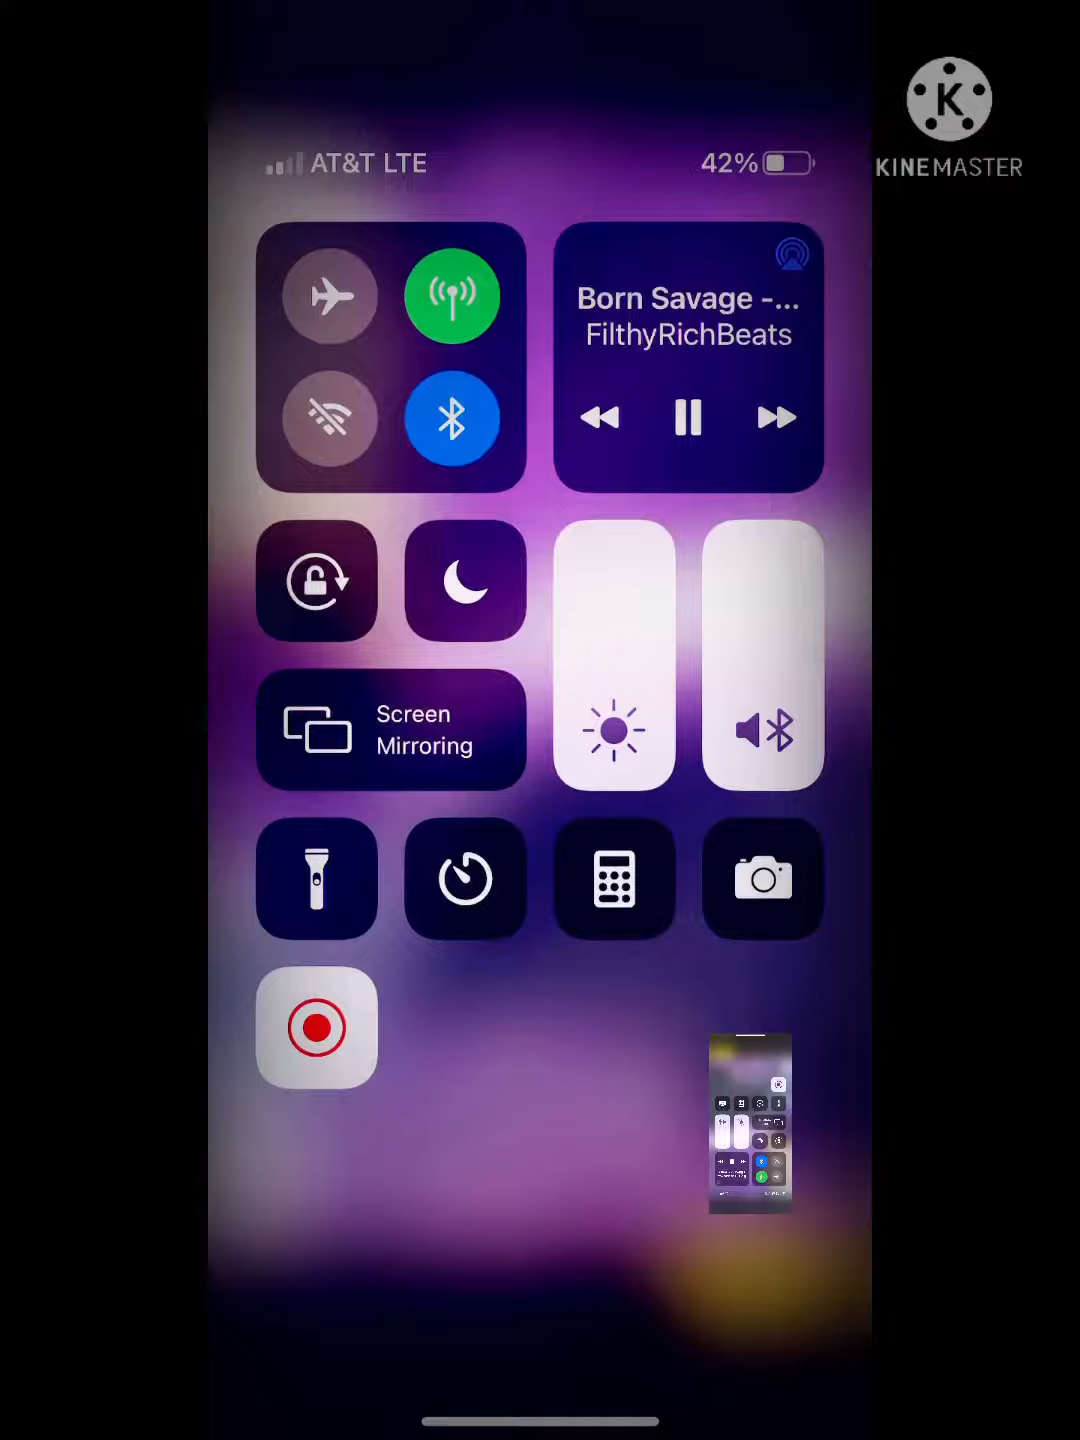 AT&T LTE
42%
K
KINEMASTER
Born Savage -...
FilthyRichBeats
Screen
Mirroring